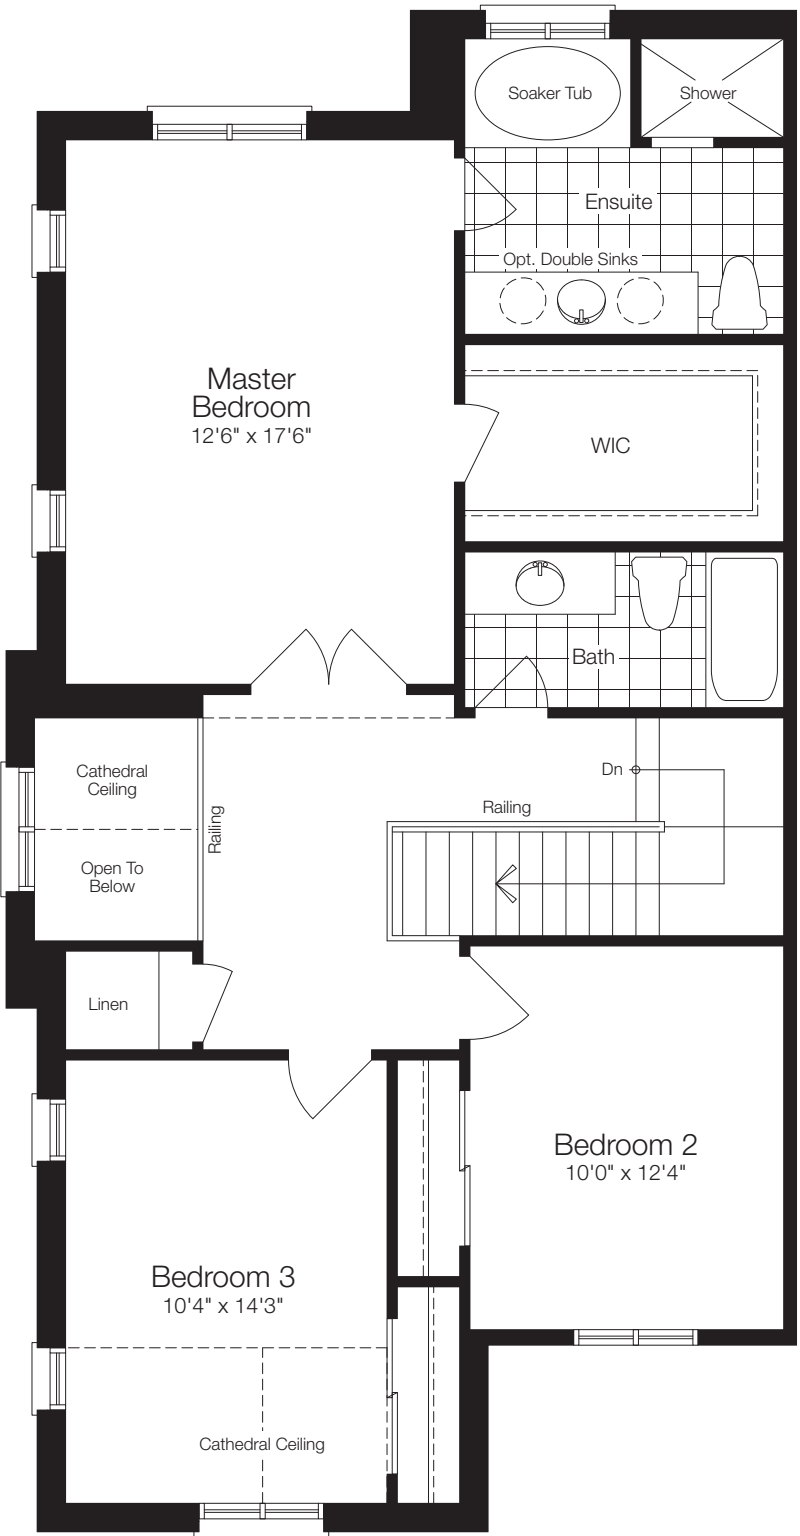 Soaker Tub
Shower
Ensuite
Opt. Double Sinks
Master
Bedroom
12'6" x 17'6"
WIC
Bath
Cathedral
Ceiling
Open To
Below
Railing
Dn
Railing
Linen
Bedroom 2
10'0" x 12'4"
Bedroom 3
10'4" x 14'3"
Cathedral Ceiling